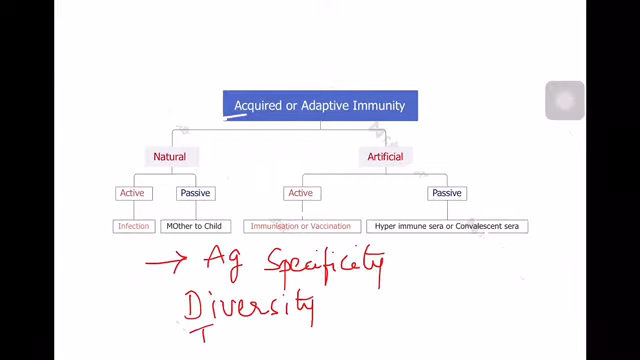 Acquired or Adaptive Immunity
Natural
Artificial
Active
Passive
Active
Passive
Infection
MOther to Child
Immunisation or Vaccination
Hyper immune sera or Convalescent sera
→ Ag Specificity
Diversity